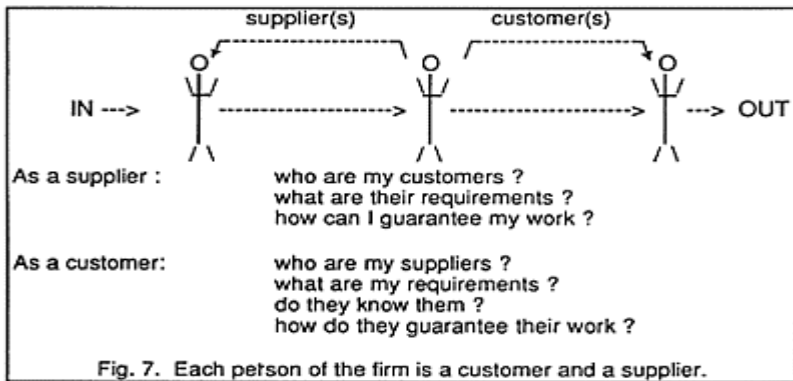 supplier(s) customer(s)
IN ---> ---> OUT
As a supplier : who are my customers ?
what are their requirements ?
how can I guarantee my work ?
As a customer: who are my suppliers ?
what are my requirements ?
do they know them ?
how do they guarantee their work ?
Fig. 7. Each person of the firm is a customer and a supplier.